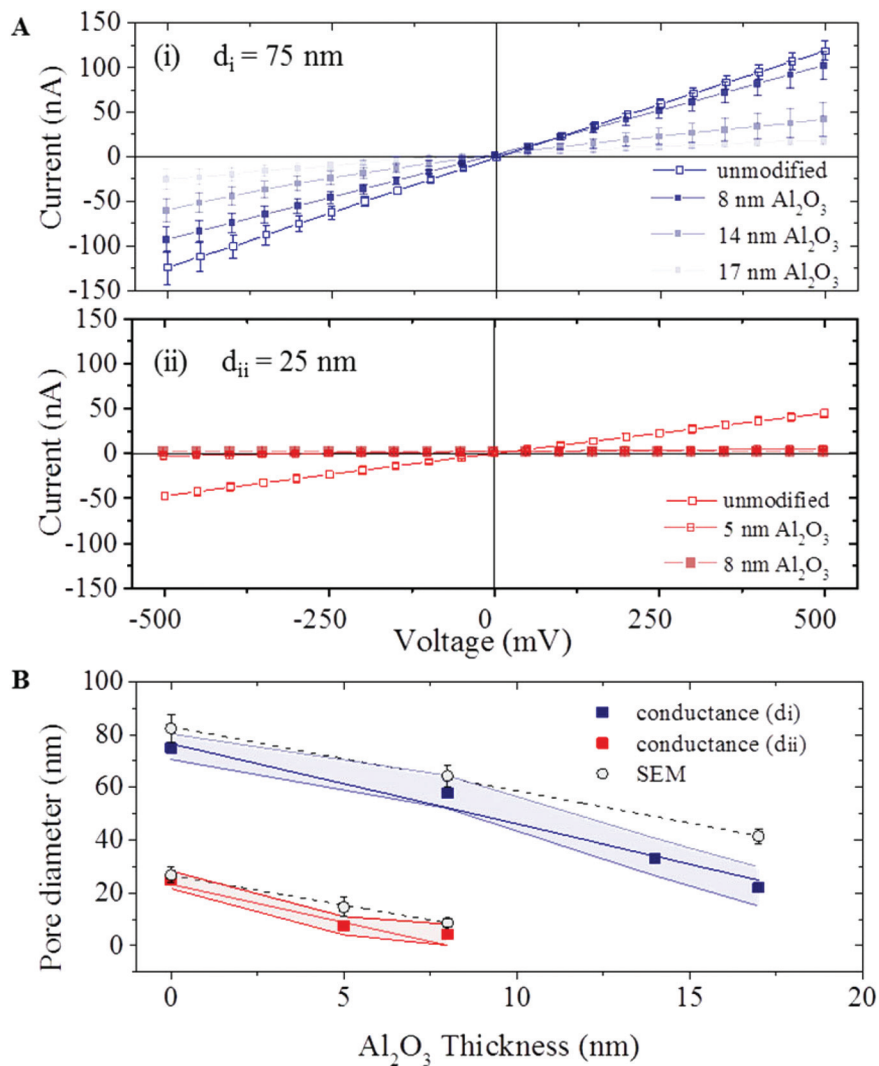 A
(i) dᵢ = 75 nm
150
100
50
0
-50
-100
-150
Current (nA)
unmodified
8 nm Al₂O₃
14 nm Al₂O₃
17 nm Al₂O₃
(ii) dᵢᵢ = 25 nm
150
100
50
0
-50
-100
-150
Current (nA)
unmodified
5 nm Al₂O₃
8 nm Al₂O₃
-500 -250 0 250 500
Voltage (mV)
B
100
80
60
40
20
0
Pore diameter (nm)
conductance (di)
conductance (dii)
SEM
0 5 10 15 20
Al₂O₃ Thickness (nm)